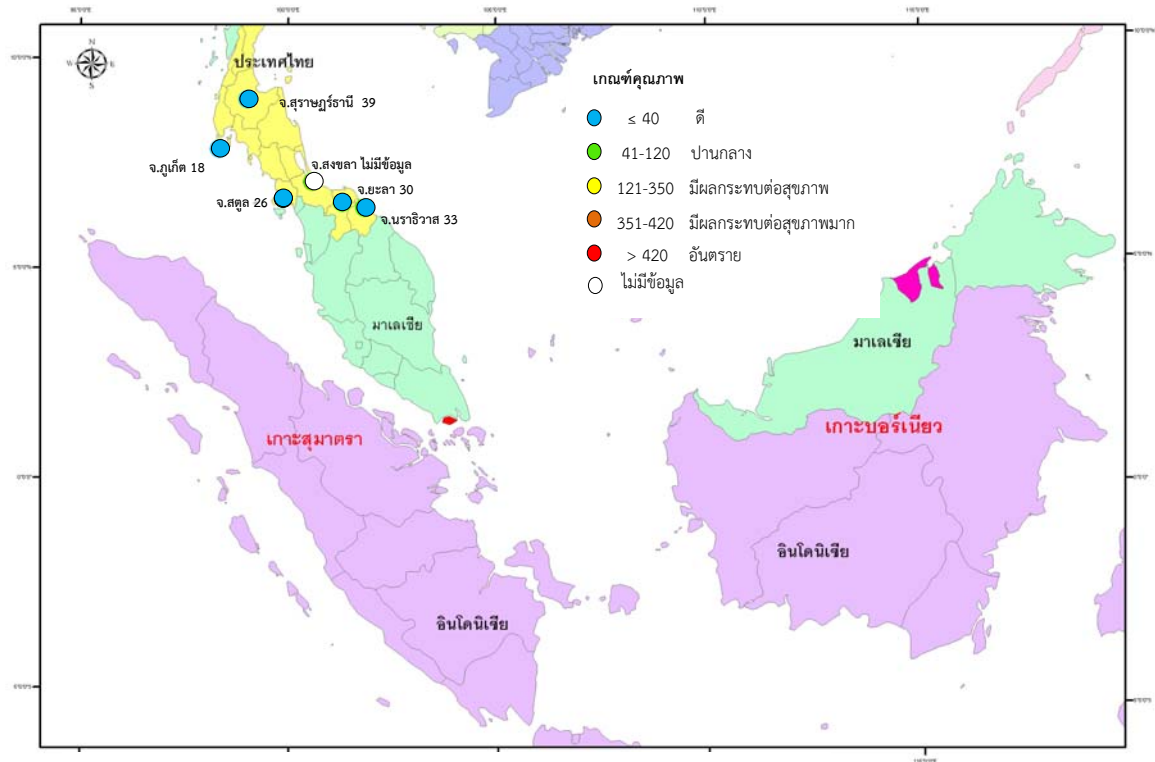 N
W
E
S
ประเทศไทย
จ.สุราษฎร์ธานี 39
จ.ภูเก็ต 18
จ.สงขลา ไม่มีข้อมูล
จ.ยะลา 30
จ.สตูล 26
จ.นราธิวาส 33
เกณฑ์คุณภาพ
≤ 40 ดี
41-120 ปานกลาง
121-350 มีผลกระทบต่อสุขภาพ
351-420 มีผลกระทบต่อสุขภาพมาก
> 420 อันตราย
ไม่มีข้อมูล
มาเลเซีย
มาเลเซีย
เกาะสุมาตรา
เกาะบอร์เนียว
อินโดนิเซีย
อินโดนิเซีย